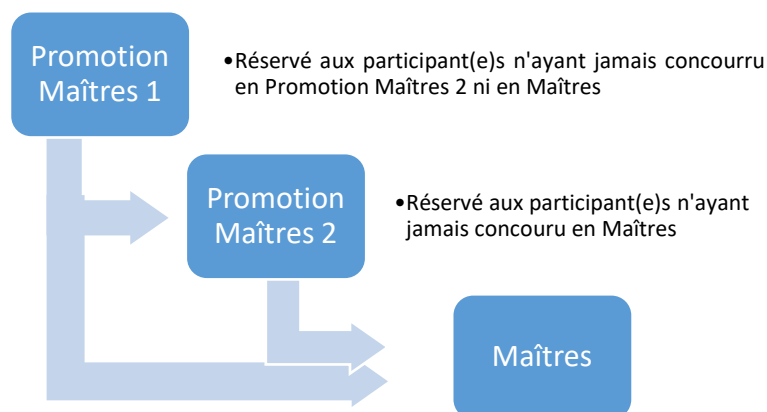 Promotion
Maîtres 1
•Réservé aux participant(e)s n'ayant jamais concourru
en Promotion Maîtres 2 ni en Maîtres
Promotion
Maîtres 2
•Réservé aux participant(e)s n'ayant
jamais concouru en Maîtres
Maîtres